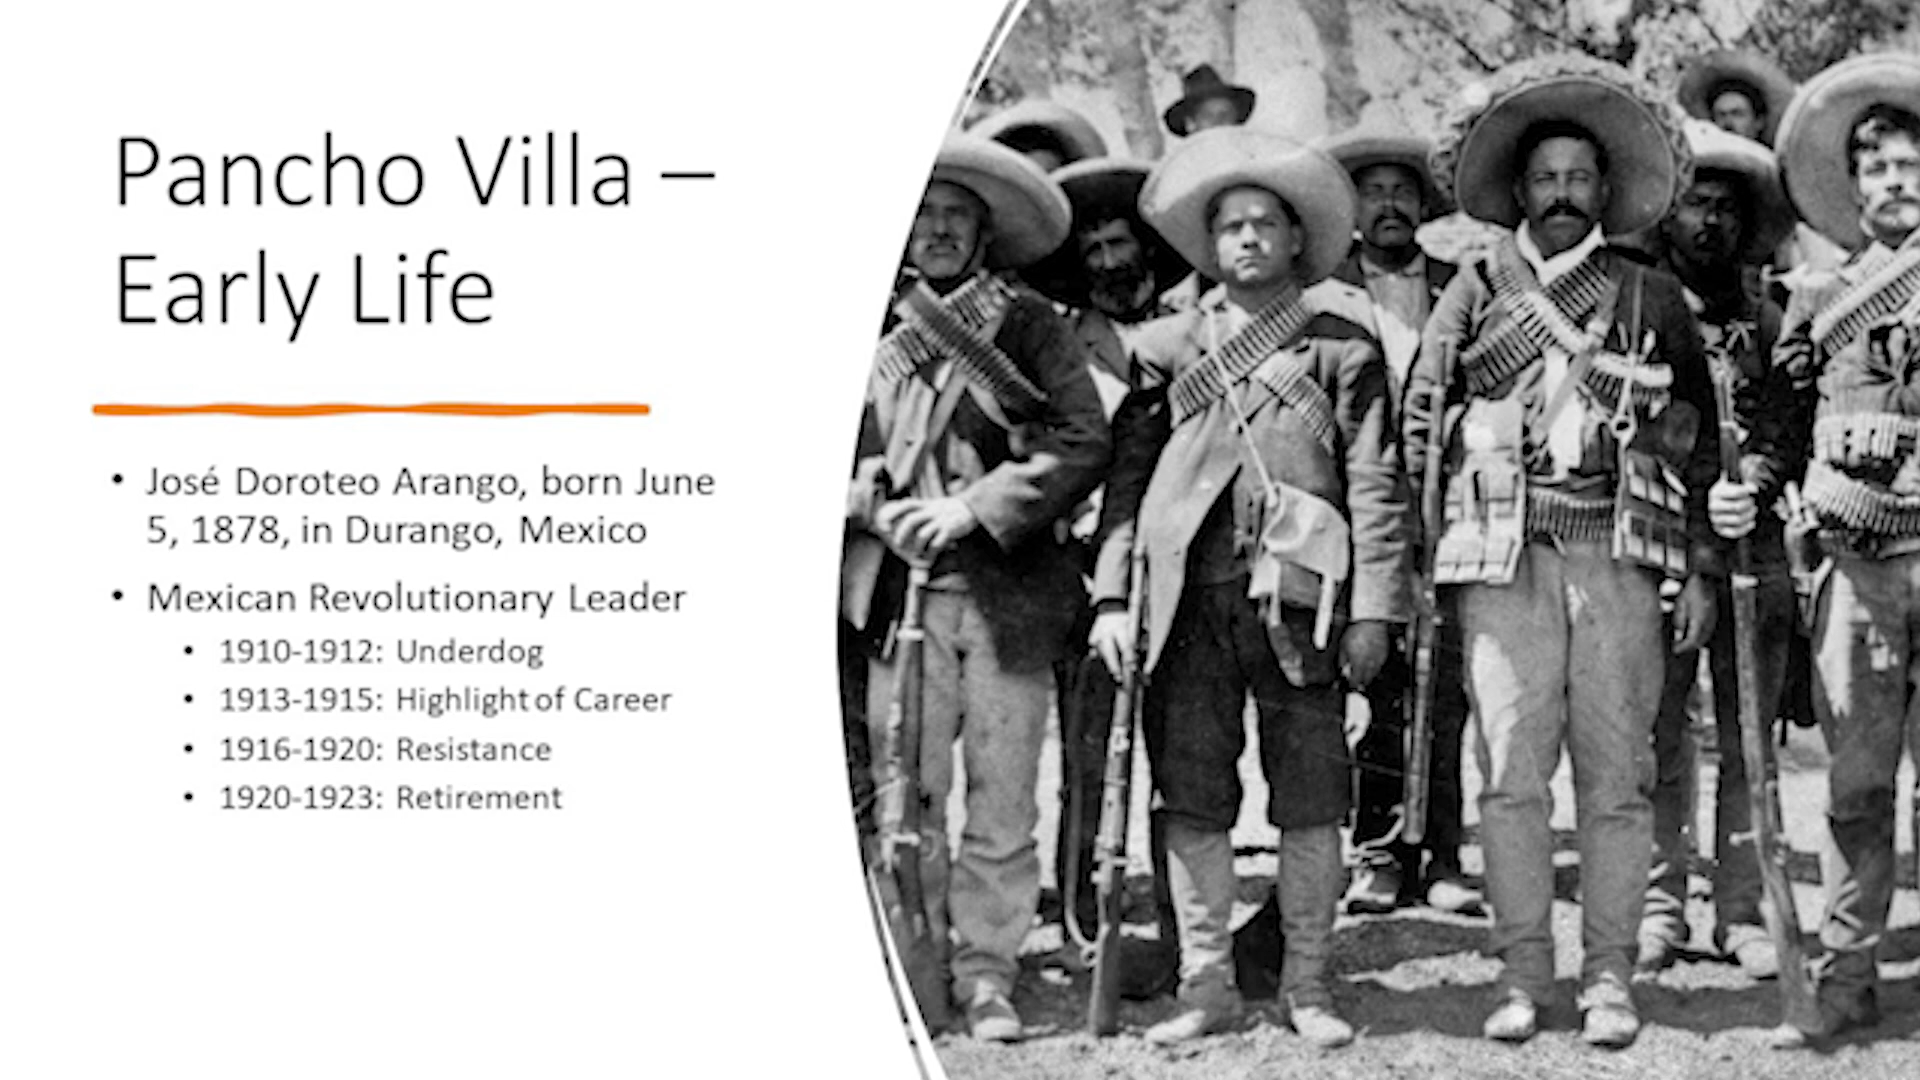 Pancho Villa –
Early Life
• José Doroteo Arango, born June
5, 1878, in Durango, Mexico
• Mexican Revolutionary Leader
• 1910-1912: Underdog
• 1913-1915: Highlight of Career
• 1916-1920: Resistance
• 1920-1923: Retirement